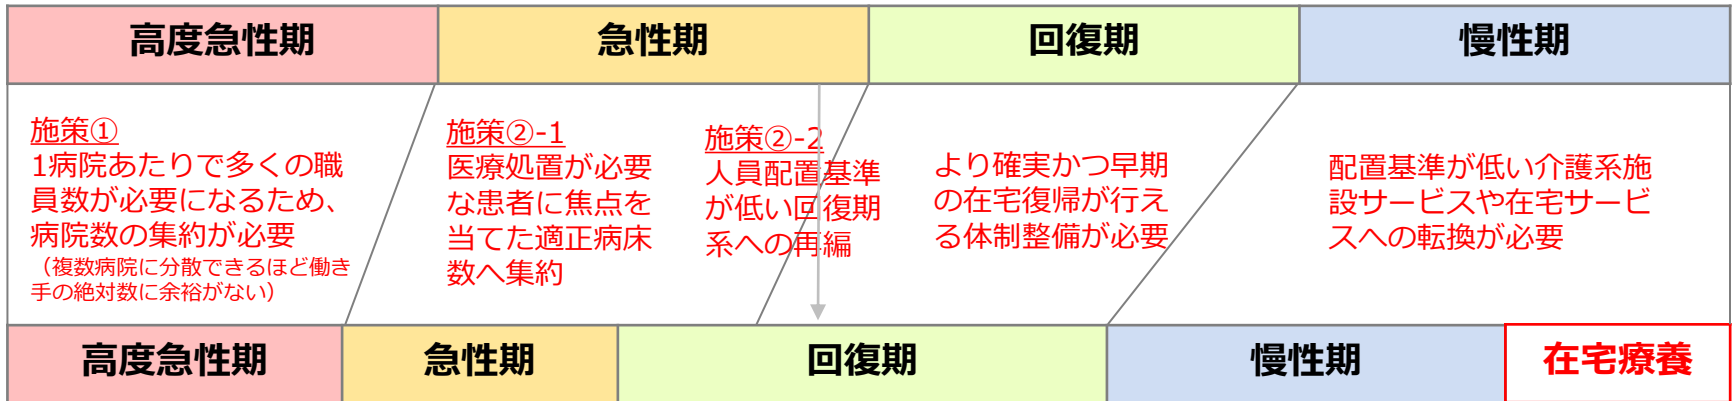 高度急性期
急性期
回復期
慢性期
施策①
1病院あたりで多くの職
員数が必要になるため、
病院数の集約が必要
（複数病院に分散できるほど働き
手の絶対数に余裕がない）
施策②-1
医療処置が必要
な患者に焦点を
当てた適正病床
数へ集約
施策②-2
人員配置基準
が低い回復期
系への再編
より確実かつ早期
の在宅復帰が行え
る体制整備が必要
配置基準が低い介護系施
設サービスや在宅サービ
スへの転換が必要
高度急性期
急性期
回復期
慢性期
在宅療養